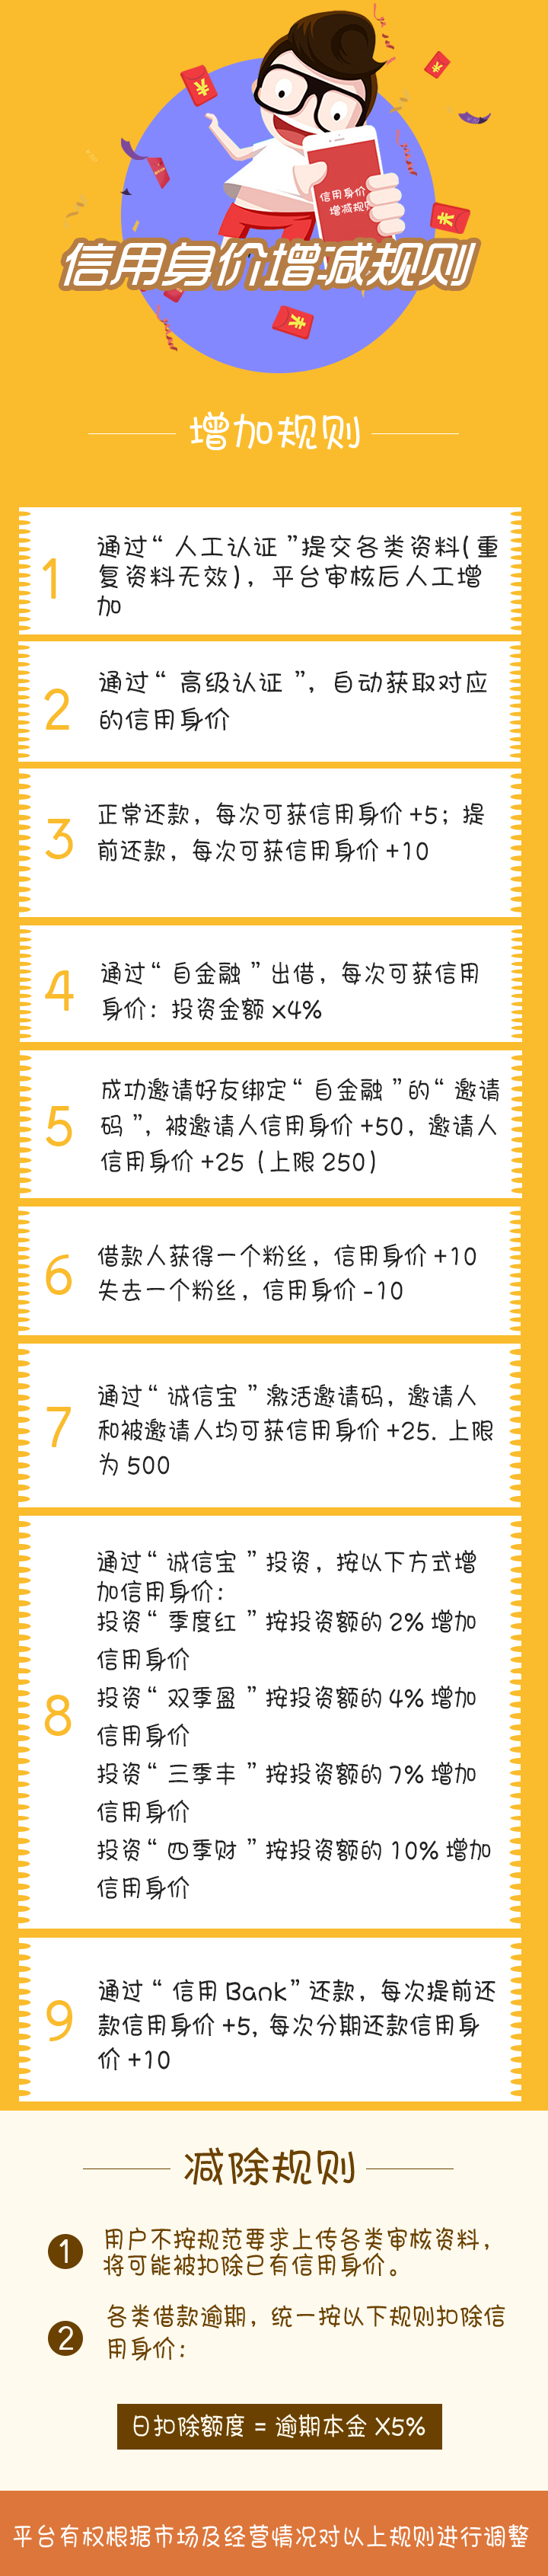 信用身价
增减规则
信用身价增减规则
增加规则
1
通过“人工认证”提交各类资料(重
复资料无效)，平台审核后人工增
加
2
通过“高级认证”，自动获取对应
的信用身价
3
正常还款，每次可获信用身价+5；提
前还款，每次可获信用身价+10
4
通过“自金融”出借，每次可获信用
身价：投资金额x4%
5
成功邀请好友绑定“自金融”的“邀请
码”，被邀请人信用身价+50，邀请人
信用身价+25（上限250）
6
借款人获得一个粉丝，信用身价+10
失去一个粉丝，信用身价-10
7
通过“诚信宝”激活邀请码，邀请人
和被邀请人均可获信用身价+25. 上限
为500
8
通过“诚信宝”投资，按以下方式增
加信用身价：
投资“季度红”按投资额的2%增加
信用身价
投资“双季盈”按投资额的4%增加
信用身价
投资“三季丰”按投资额的7%增加
信用身价
投资“四季财”按投资额的10%增加
信用身价
9
通过“信用Bank”还款，每次提前还
款信用身价+5, 每次分期还款信用身
价+10
减除规则
1
用户不按规范要求上传各类审核资料，
将可能被扣除已有信用身价。
2
各类借款逾期，统一按以下规则扣除信
用身价：
日扣除额度 = 逾期本金 X5%
平台有权根据市场及经营情况对以上规则进行调整